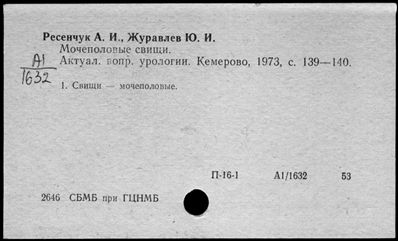 Ресенчук А. И., Журавлев Ю. И.
Мочеполовые свищи.
А1
1632
Актуал. вопр. урологии. Кемерово, 1973, с. 139—140.
1. Свищи — мочеполовые.
П-16-1 А1/1632 53
2646 СБМБ при ГЦНМБ